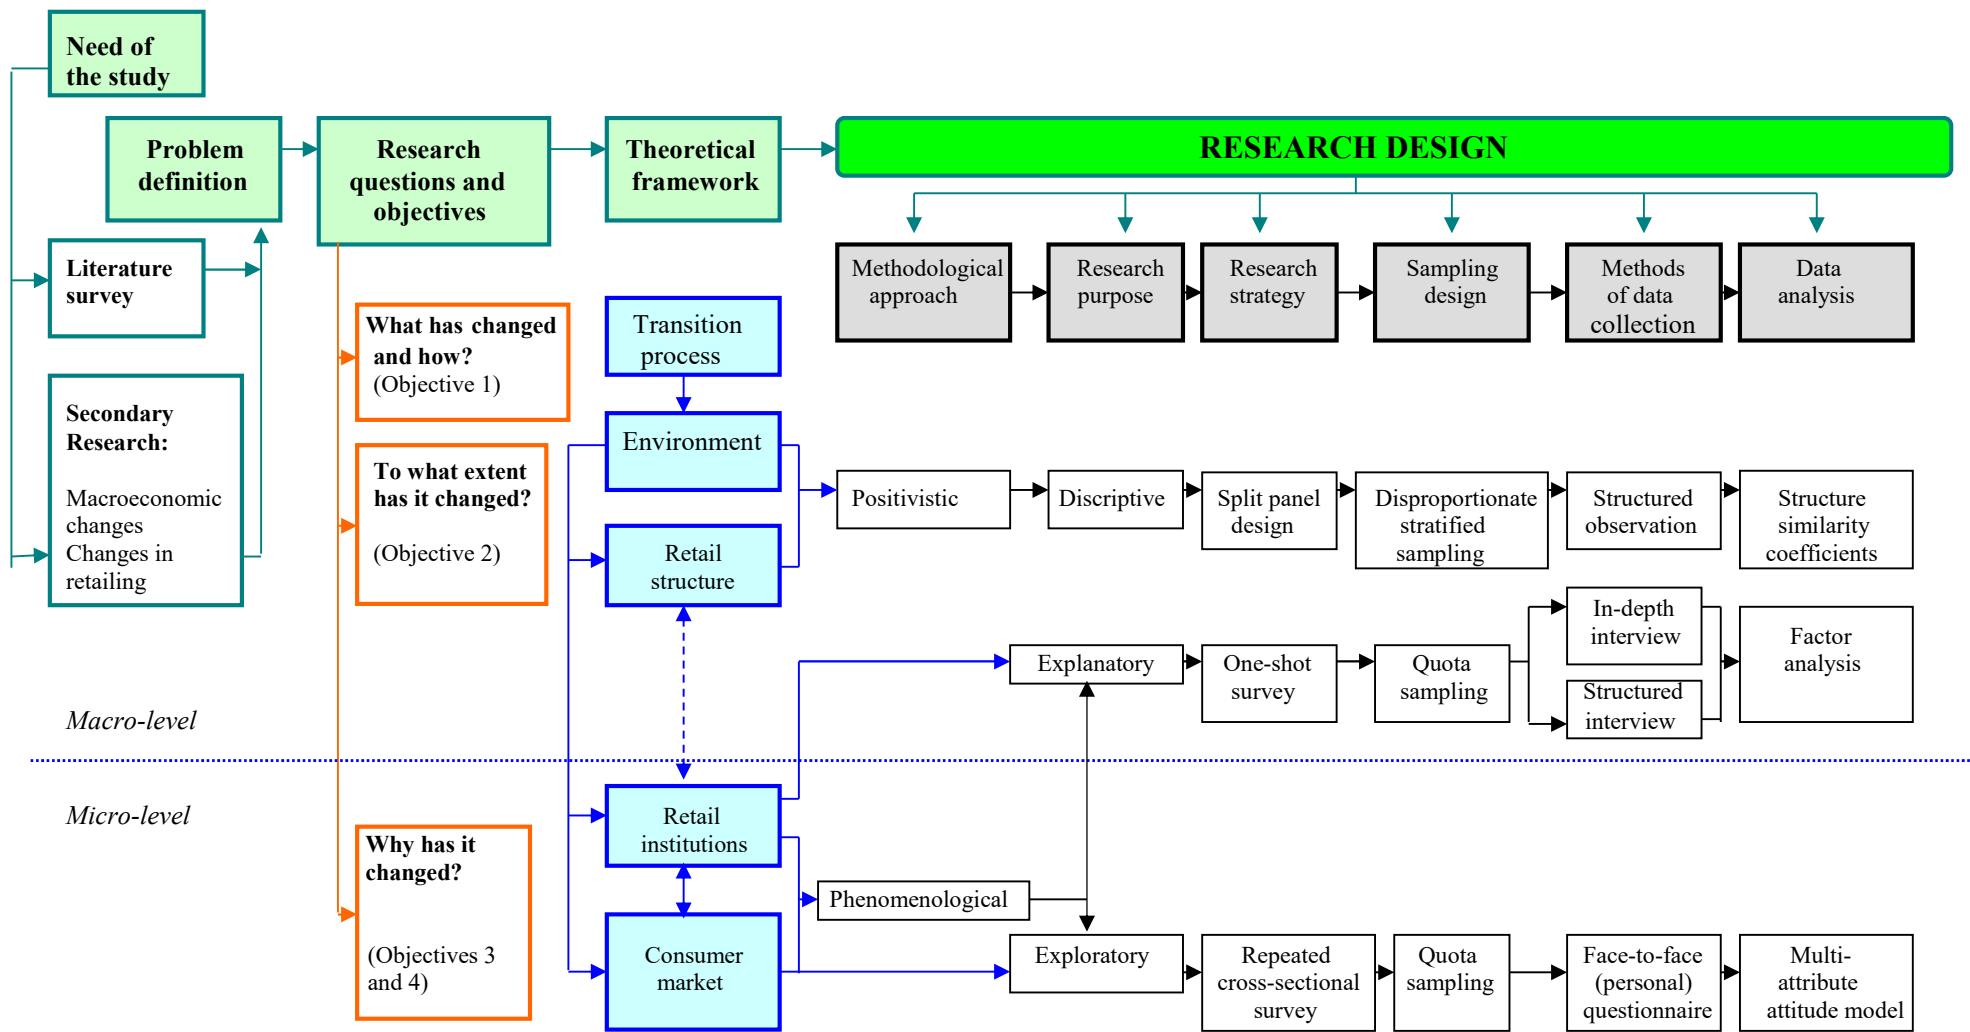 Need of
the study
Problem
definition
Research
questions and
objectives
Theoretical
framework
RESEARCH DESIGN
Literature
survey
Secondary
Research:
Macroeconomic
changes
Changes in
retailing
What has changed
and how?
(Objective 1)
To what extent
has it changed?
(Objective 2)
Why has it
changed?
(Objectives 3
and 4)
Transition
process
Environment
Retail
structure
Retail
institutions
Consumer
market
Methodological
approach
Research
purpose
Research
strategy
Sampling
design
Methods
of data
collection
Data
analysis
Positivistic
Discriptive
Split panel
design
Disproportionate
stratified
sampling
Structured
observation
Structure
similarity
coefficients
Explanatory
One-shot
survey
Quota
sampling
In-depth
interview
Structured
interview
Factor
analysis
Macro-level
Micro-level
Phenomenological
Exploratory
Repeated
cross-sectional
survey
Quota
sampling
Face-to-face
(personal)
questionnaire
Multi-
attribute
attitude model